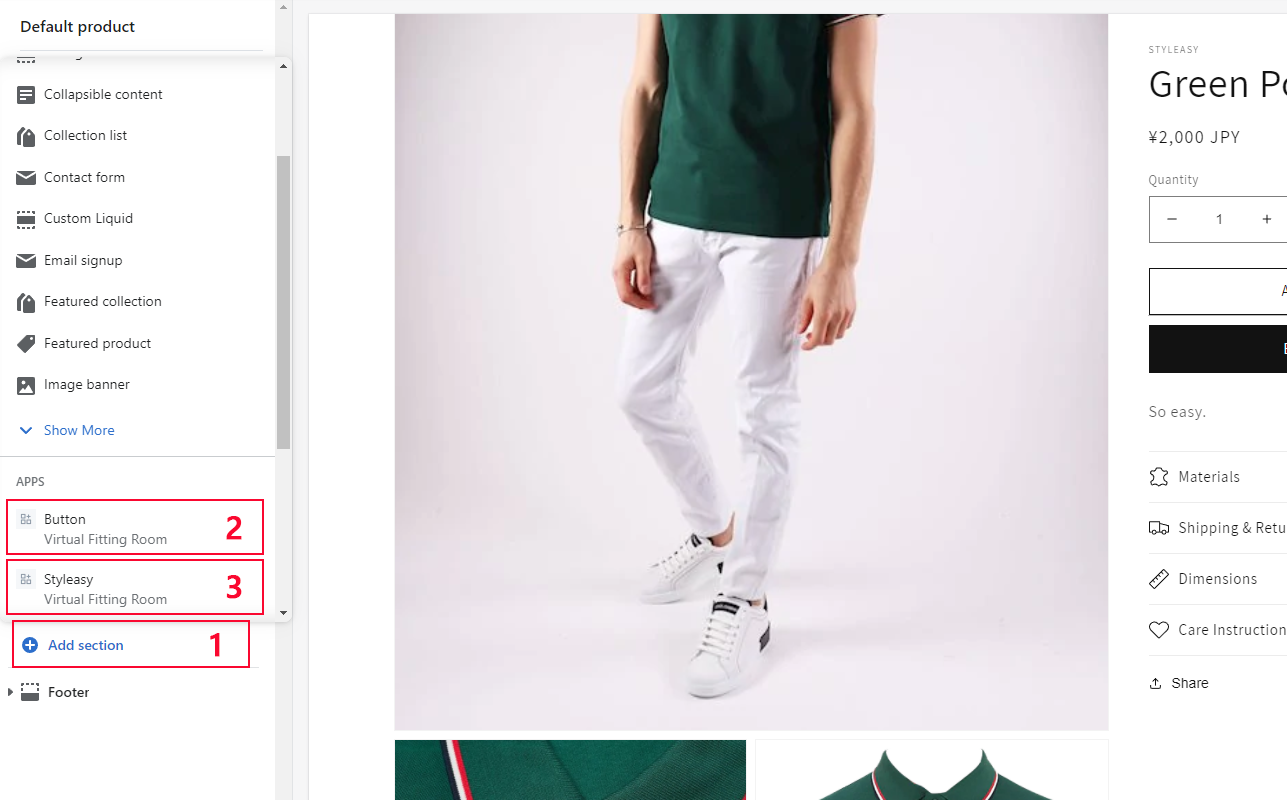 Default product
Collapsible content
Collection list
Contact form
Custom Liquid
Email signup
Featured collection
Featured product
Image banner
Show More
APPS
Button
Virtual Fitting Room
2
Styleasy
Virtual Fitting Room
3
Add section
1
Footer
STYLEASY
Green Po
¥2,000 JPY
Quantity
− 1 +
So easy.
Materials
Shipping & Retu
Dimensions
Care Instruction
Share